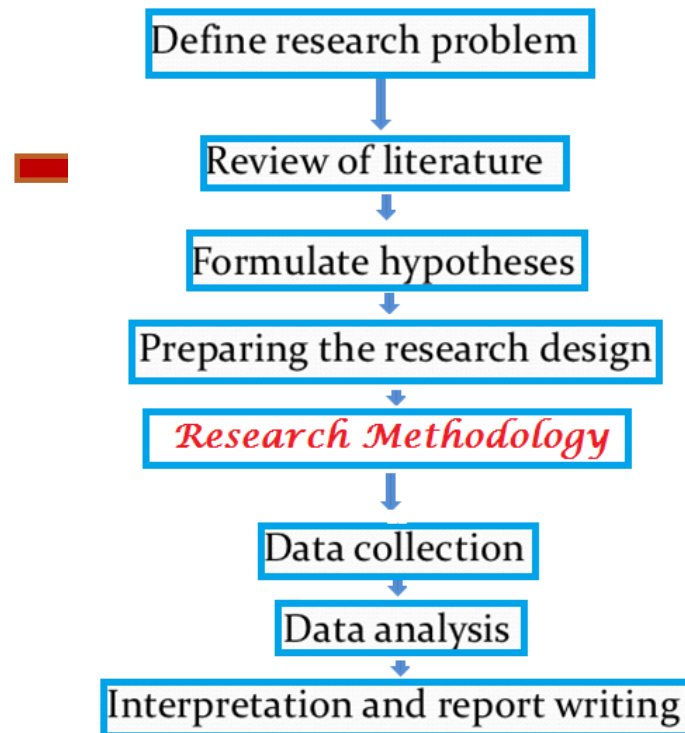 Define research problem
Review of literature
Formulate hypotheses
Preparing the research design
Research Methodology
Data collection
Data analysis
Interpretation and report writing